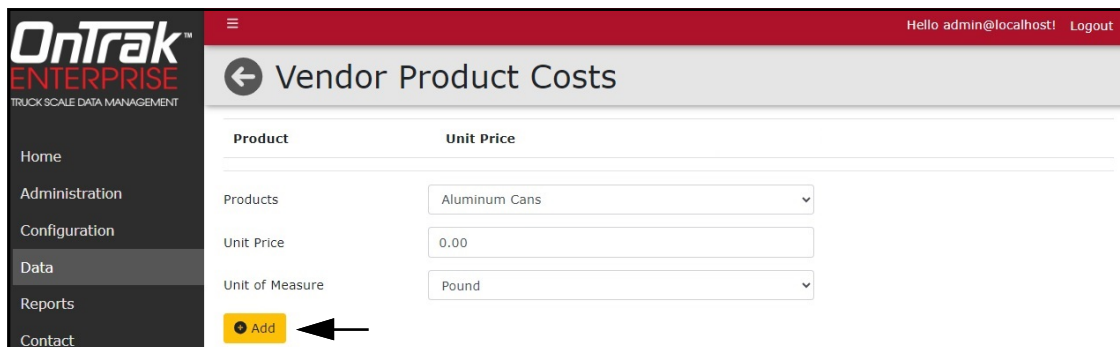 OnTrak™
ENTERPRISE
TRUCK SCALE DATA MANAGEMENT
Hello admin@localhost! Logout
Vendor Product Costs
Home
Administration
Configuration
Data
Reports
Contact
Product Unit Price
Products Aluminum Cans
Unit Price 0.00
Unit of Measure Pound
Add